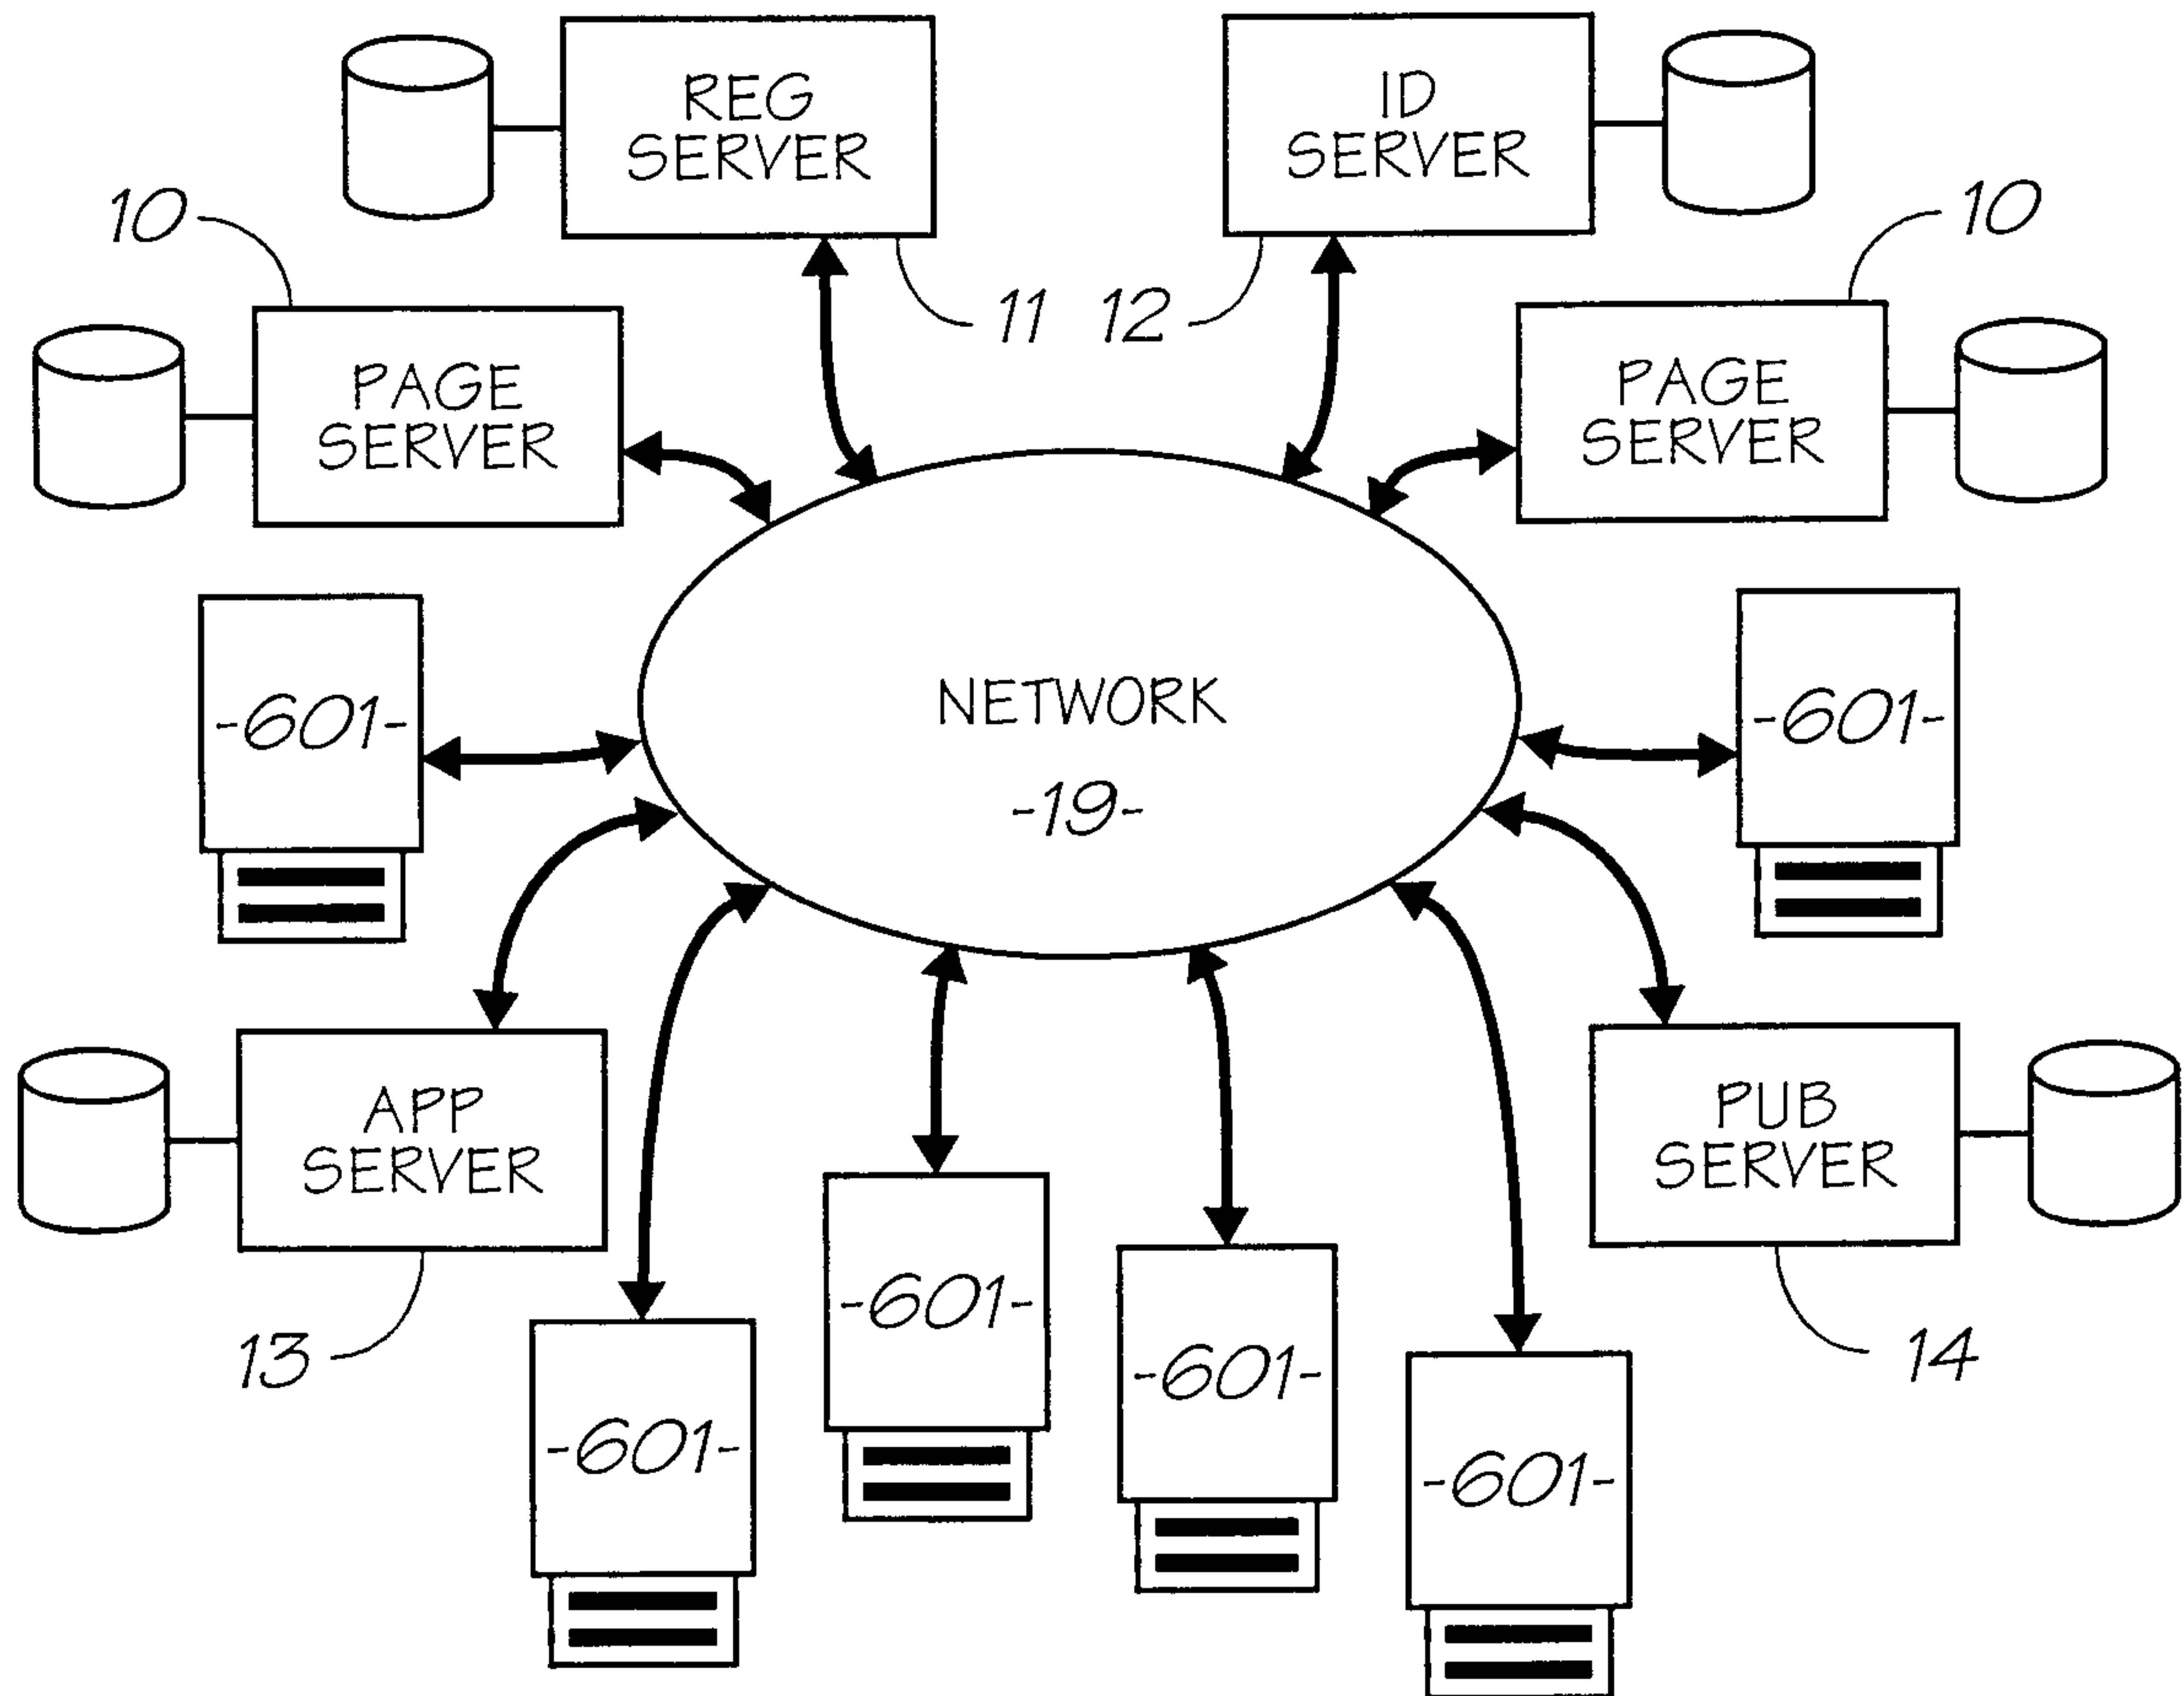 REG
SERVER
ID
SERVER
10
10
11
12
PAGE
SERVER
PAGE
SERVER
-601-
NETWORK
-19-
-601-
APP
SERVER
PUB
SERVER
13
-601-
-601-
-601-
-601-
14